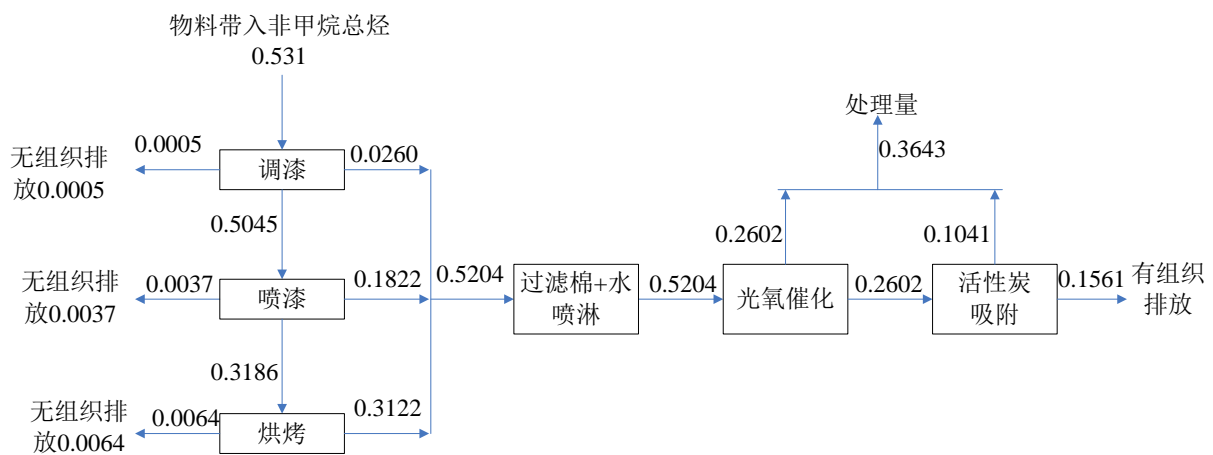 物料带入非甲烷总烃
0.531
处理量
0.3643
无组织排
放0.0005
0.0005
调漆
0.0260
0.5045
0.2602
0.1041
无组织排
放0.0037
0.0037
喷漆
0.1822
0.5204
过滤棉+水
喷淋
0.5204
光氧催化
0.2602
活性炭
吸附
0.1561
有组织
排放
0.3186
无组织排
放0.0064
0.0064
烘烤
0.3122